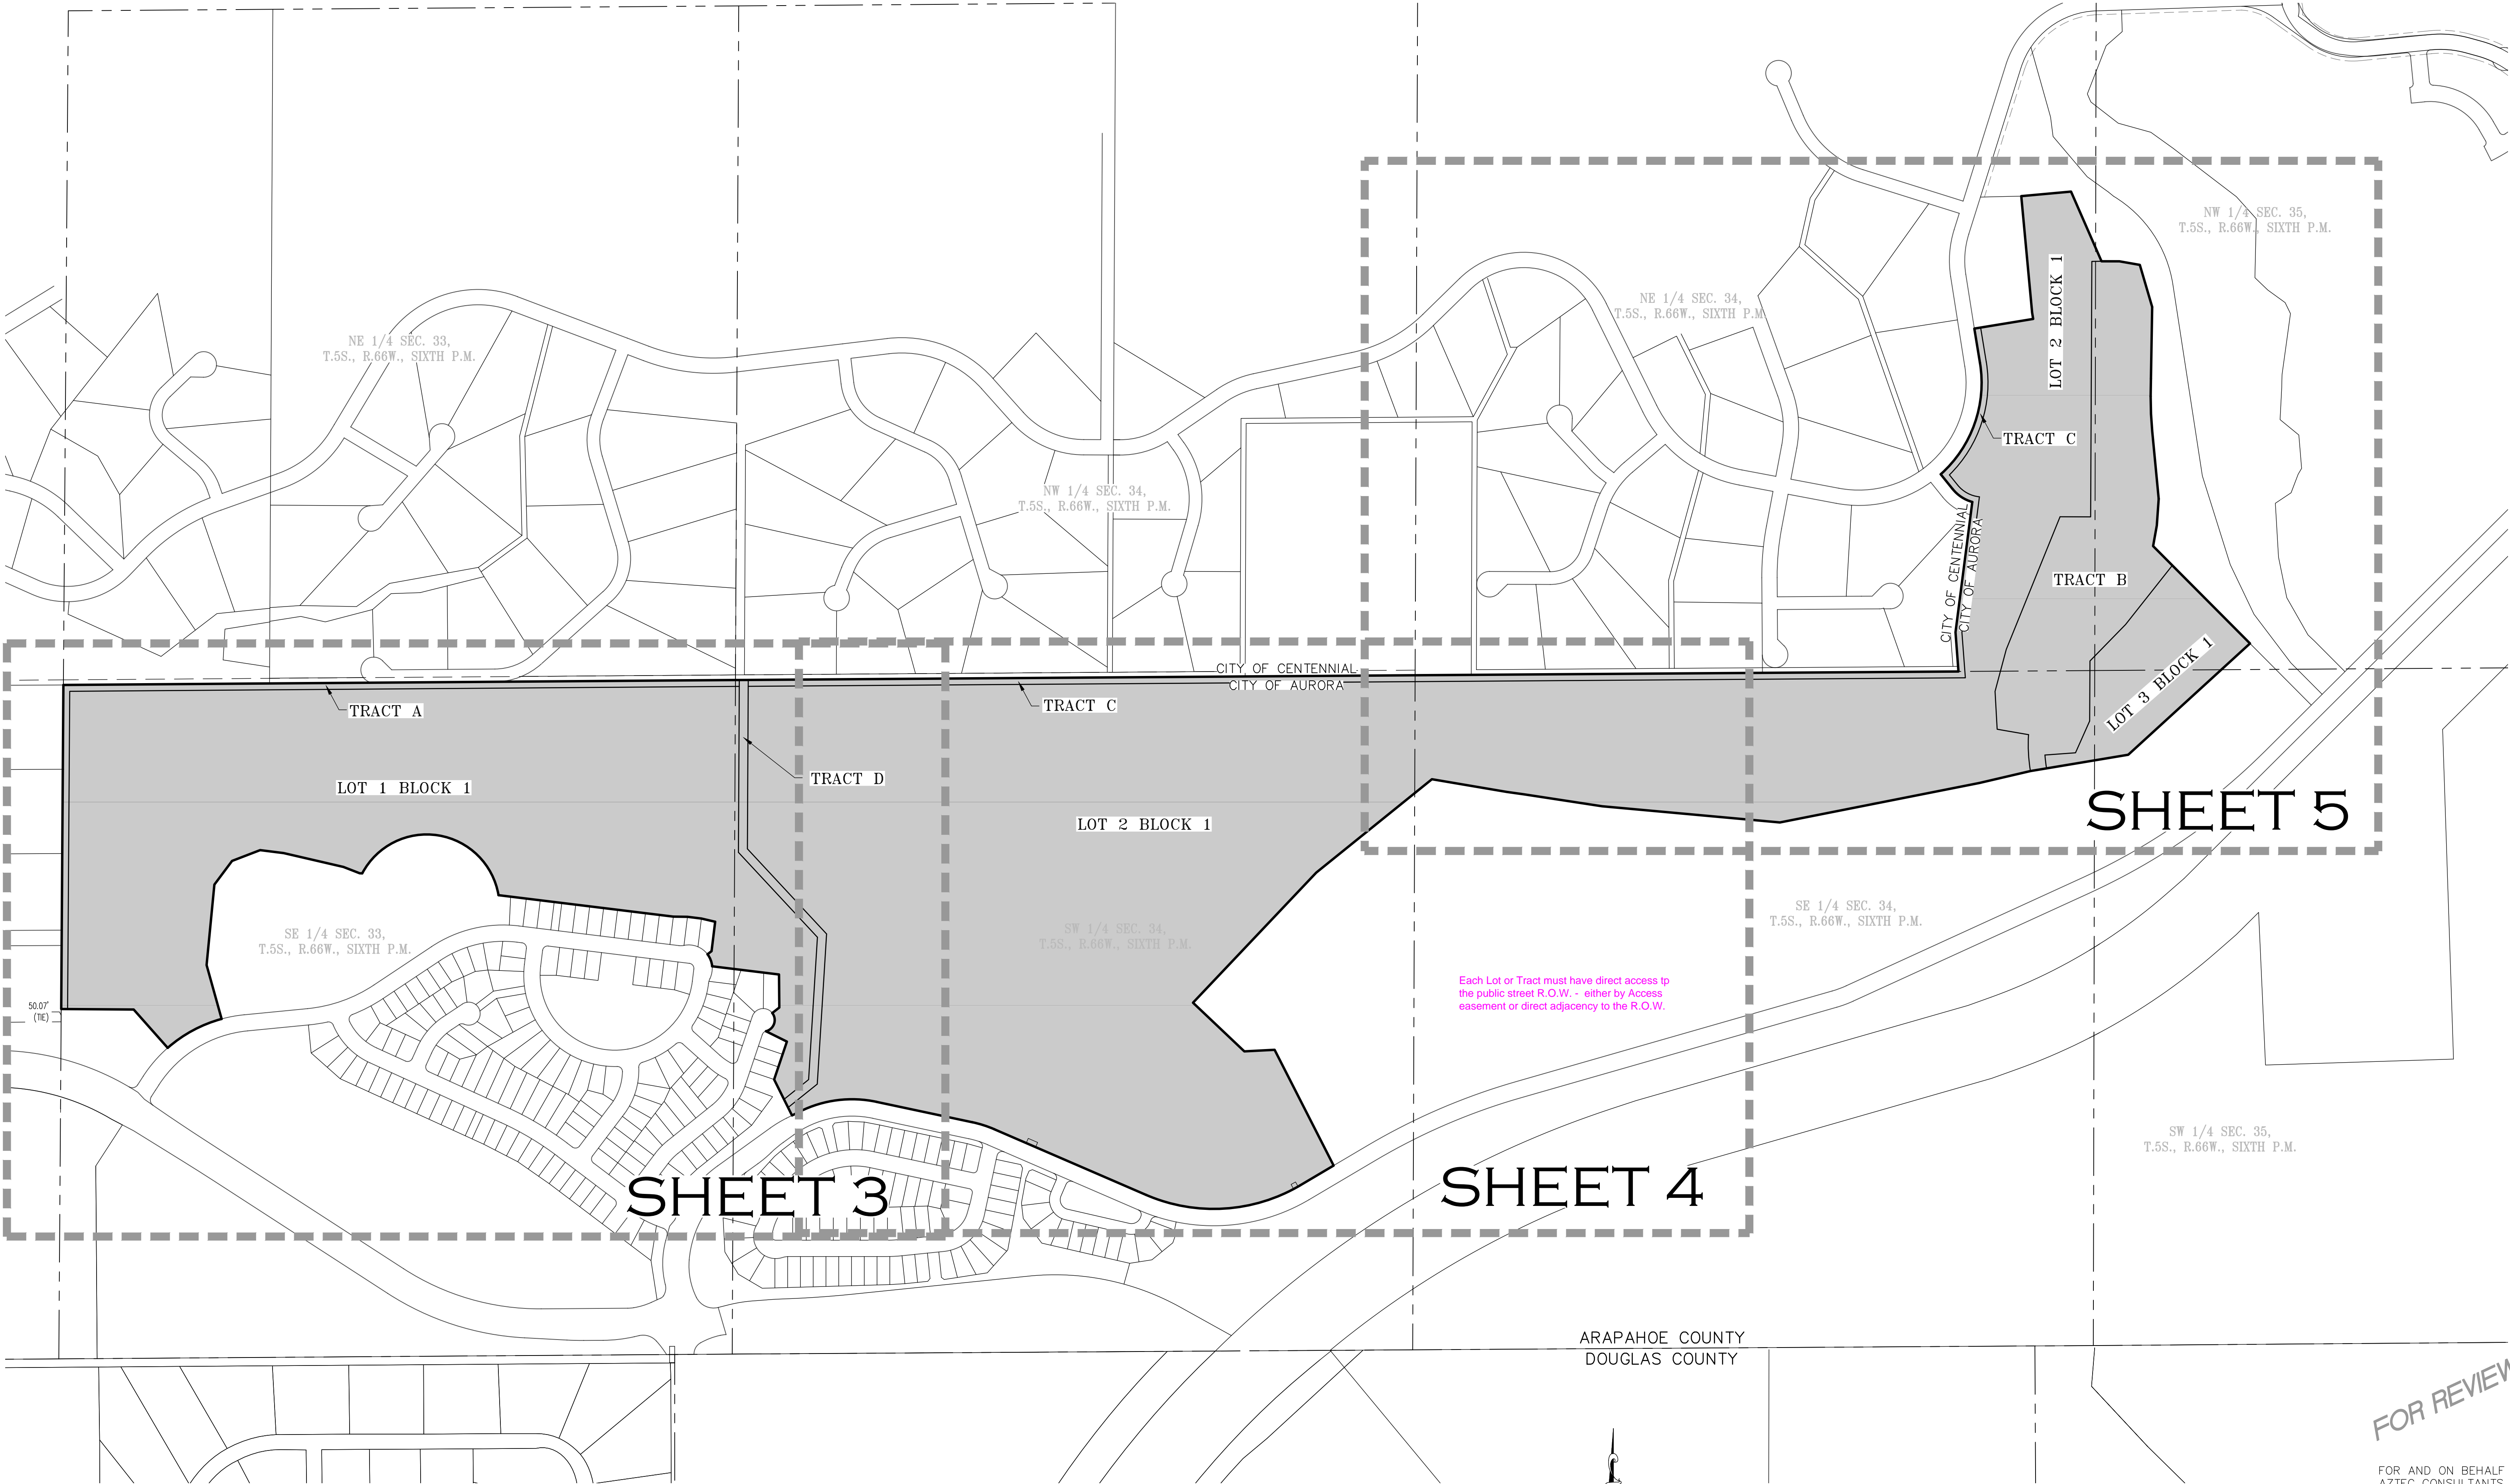 NW 1/4 SEC. 35,
T.5S., R.66W., SIXTH P.M.
NE 1/4 SEC. 34,
T.5S., R.66W., SIXTH P.M
NE 1/4 SEC. 33,
T.5S., R.66W., SIXTH P.M.
LOT 2 BLOCK 1
TRACT C
NW 1/4 SEC. 34,
T.5S., R.66W., SIXTH P.M.
CITY OF CENTENNIAL
CITY OF AURORA
TRACT B
LOT 3 BLOCK 1
CITY OF CENTENNIAL
CITY OF AURORA
TRACT A
TRACT C
TRACT D
LOT 1 BLOCK 1
LOT 2 BLOCK 1
SHEET 5
SE 1/4 SEC. 33,
T.5S., R.66W., SIXTH P.M.
SW 1/4 SEC. 34,
T.5S., R.66W., SIXTH P.M.
SE 1/4 SEC. 34,
T.5S., R.66W., SIXTH P.M.
Each Lot or Tract must have direct access tp
the public street R.O.W. - either by Access
easement or direct adjacency to the R.O.W.
50.07'
(TIE)
SW 1/4 SEC. 35,
T.5S., R.66W., SIXTH P.M.
SHEET 3
SHEET 4
ARAPAHOE COUNTY
DOUGLAS COUNTY
FOR REVIEW
FOR AND ON BEHALF
AZTEC CONSULTANTS